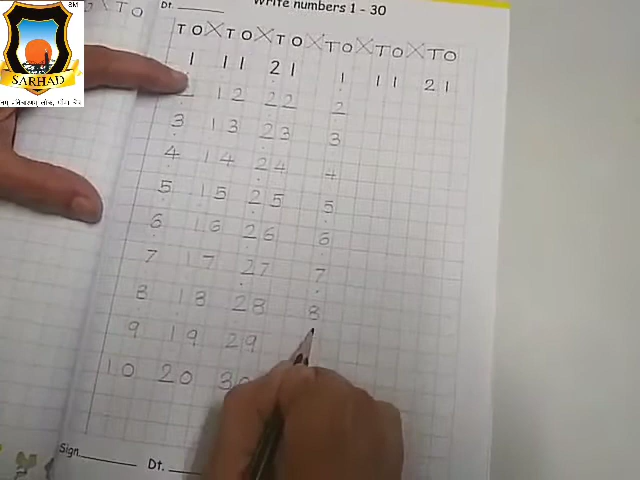 SM
SARHAD
T O
Dt.
Write numbers 1 - 30
T O X T O X T O X T O X T O X T O
1 11 21 1 11 21
12 22 2
3 13 23 3
4 14 24 4
5 15 25 5
6 16 26 6
7 17 27 7
8 18 28 8
9 19 29
10 20 30
Sign.
Dt.